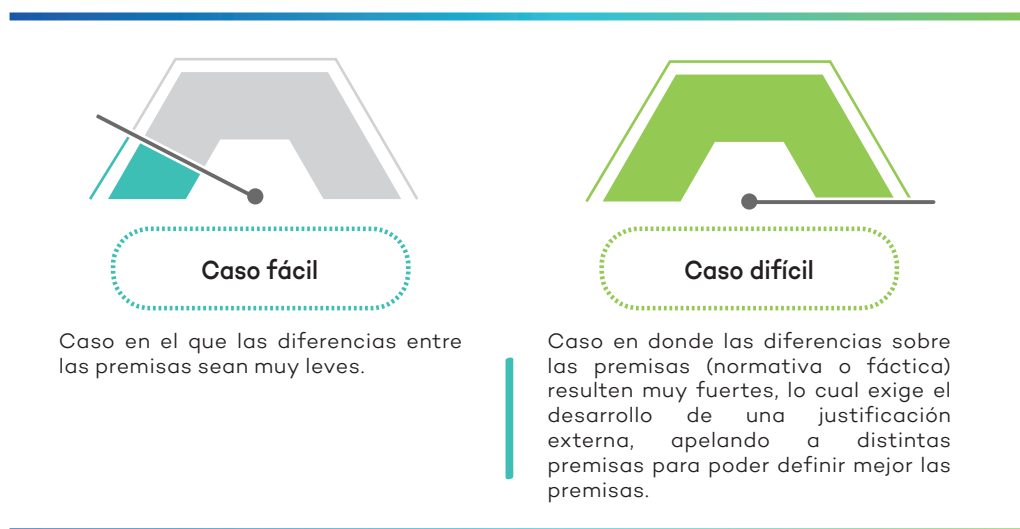 Caso fácil
Caso en el que las diferencias entre
las premisas sean muy leves.
Caso difícil
Caso en donde las diferencias sobre
las premisas (normativa o fáctica)
resulten muy fuertes, lo cual exige el
desarrollo de una justificación
externa, apelando a distintas
premisas para poder definir mejor las
premisas.